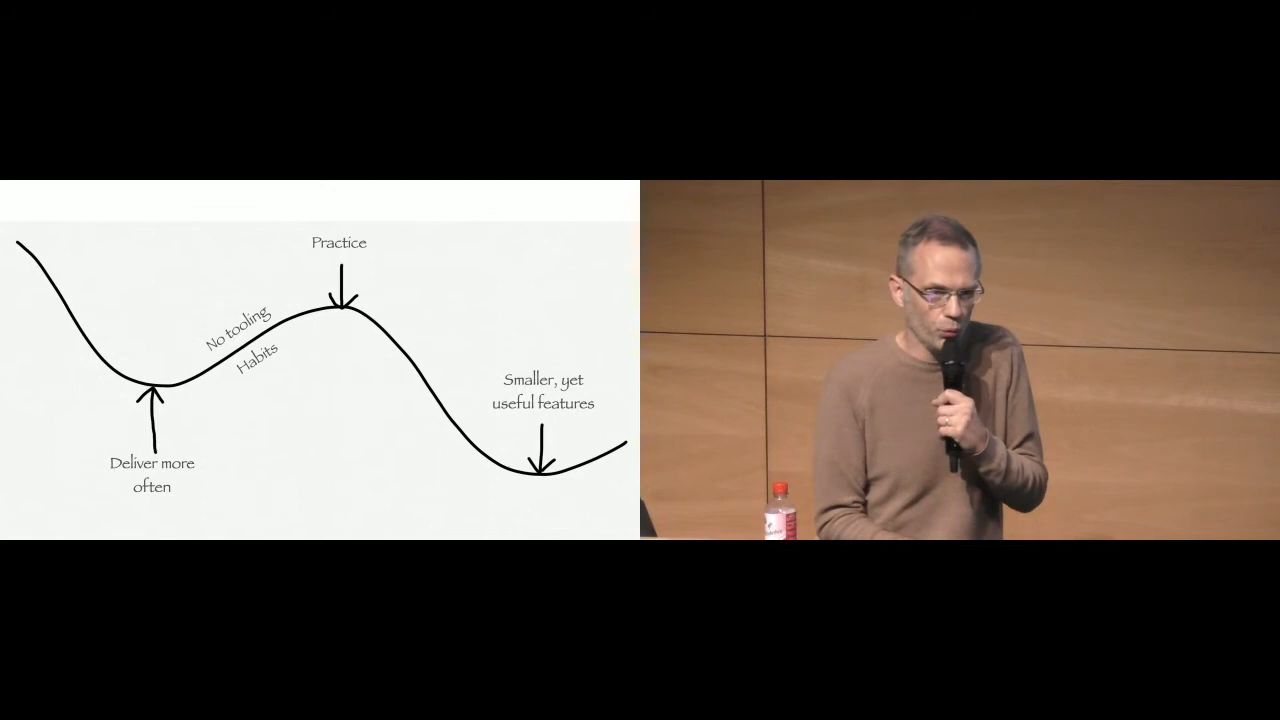 Practice
No tooling
Habits
Smaller, yet
useful features
Deliver more
often